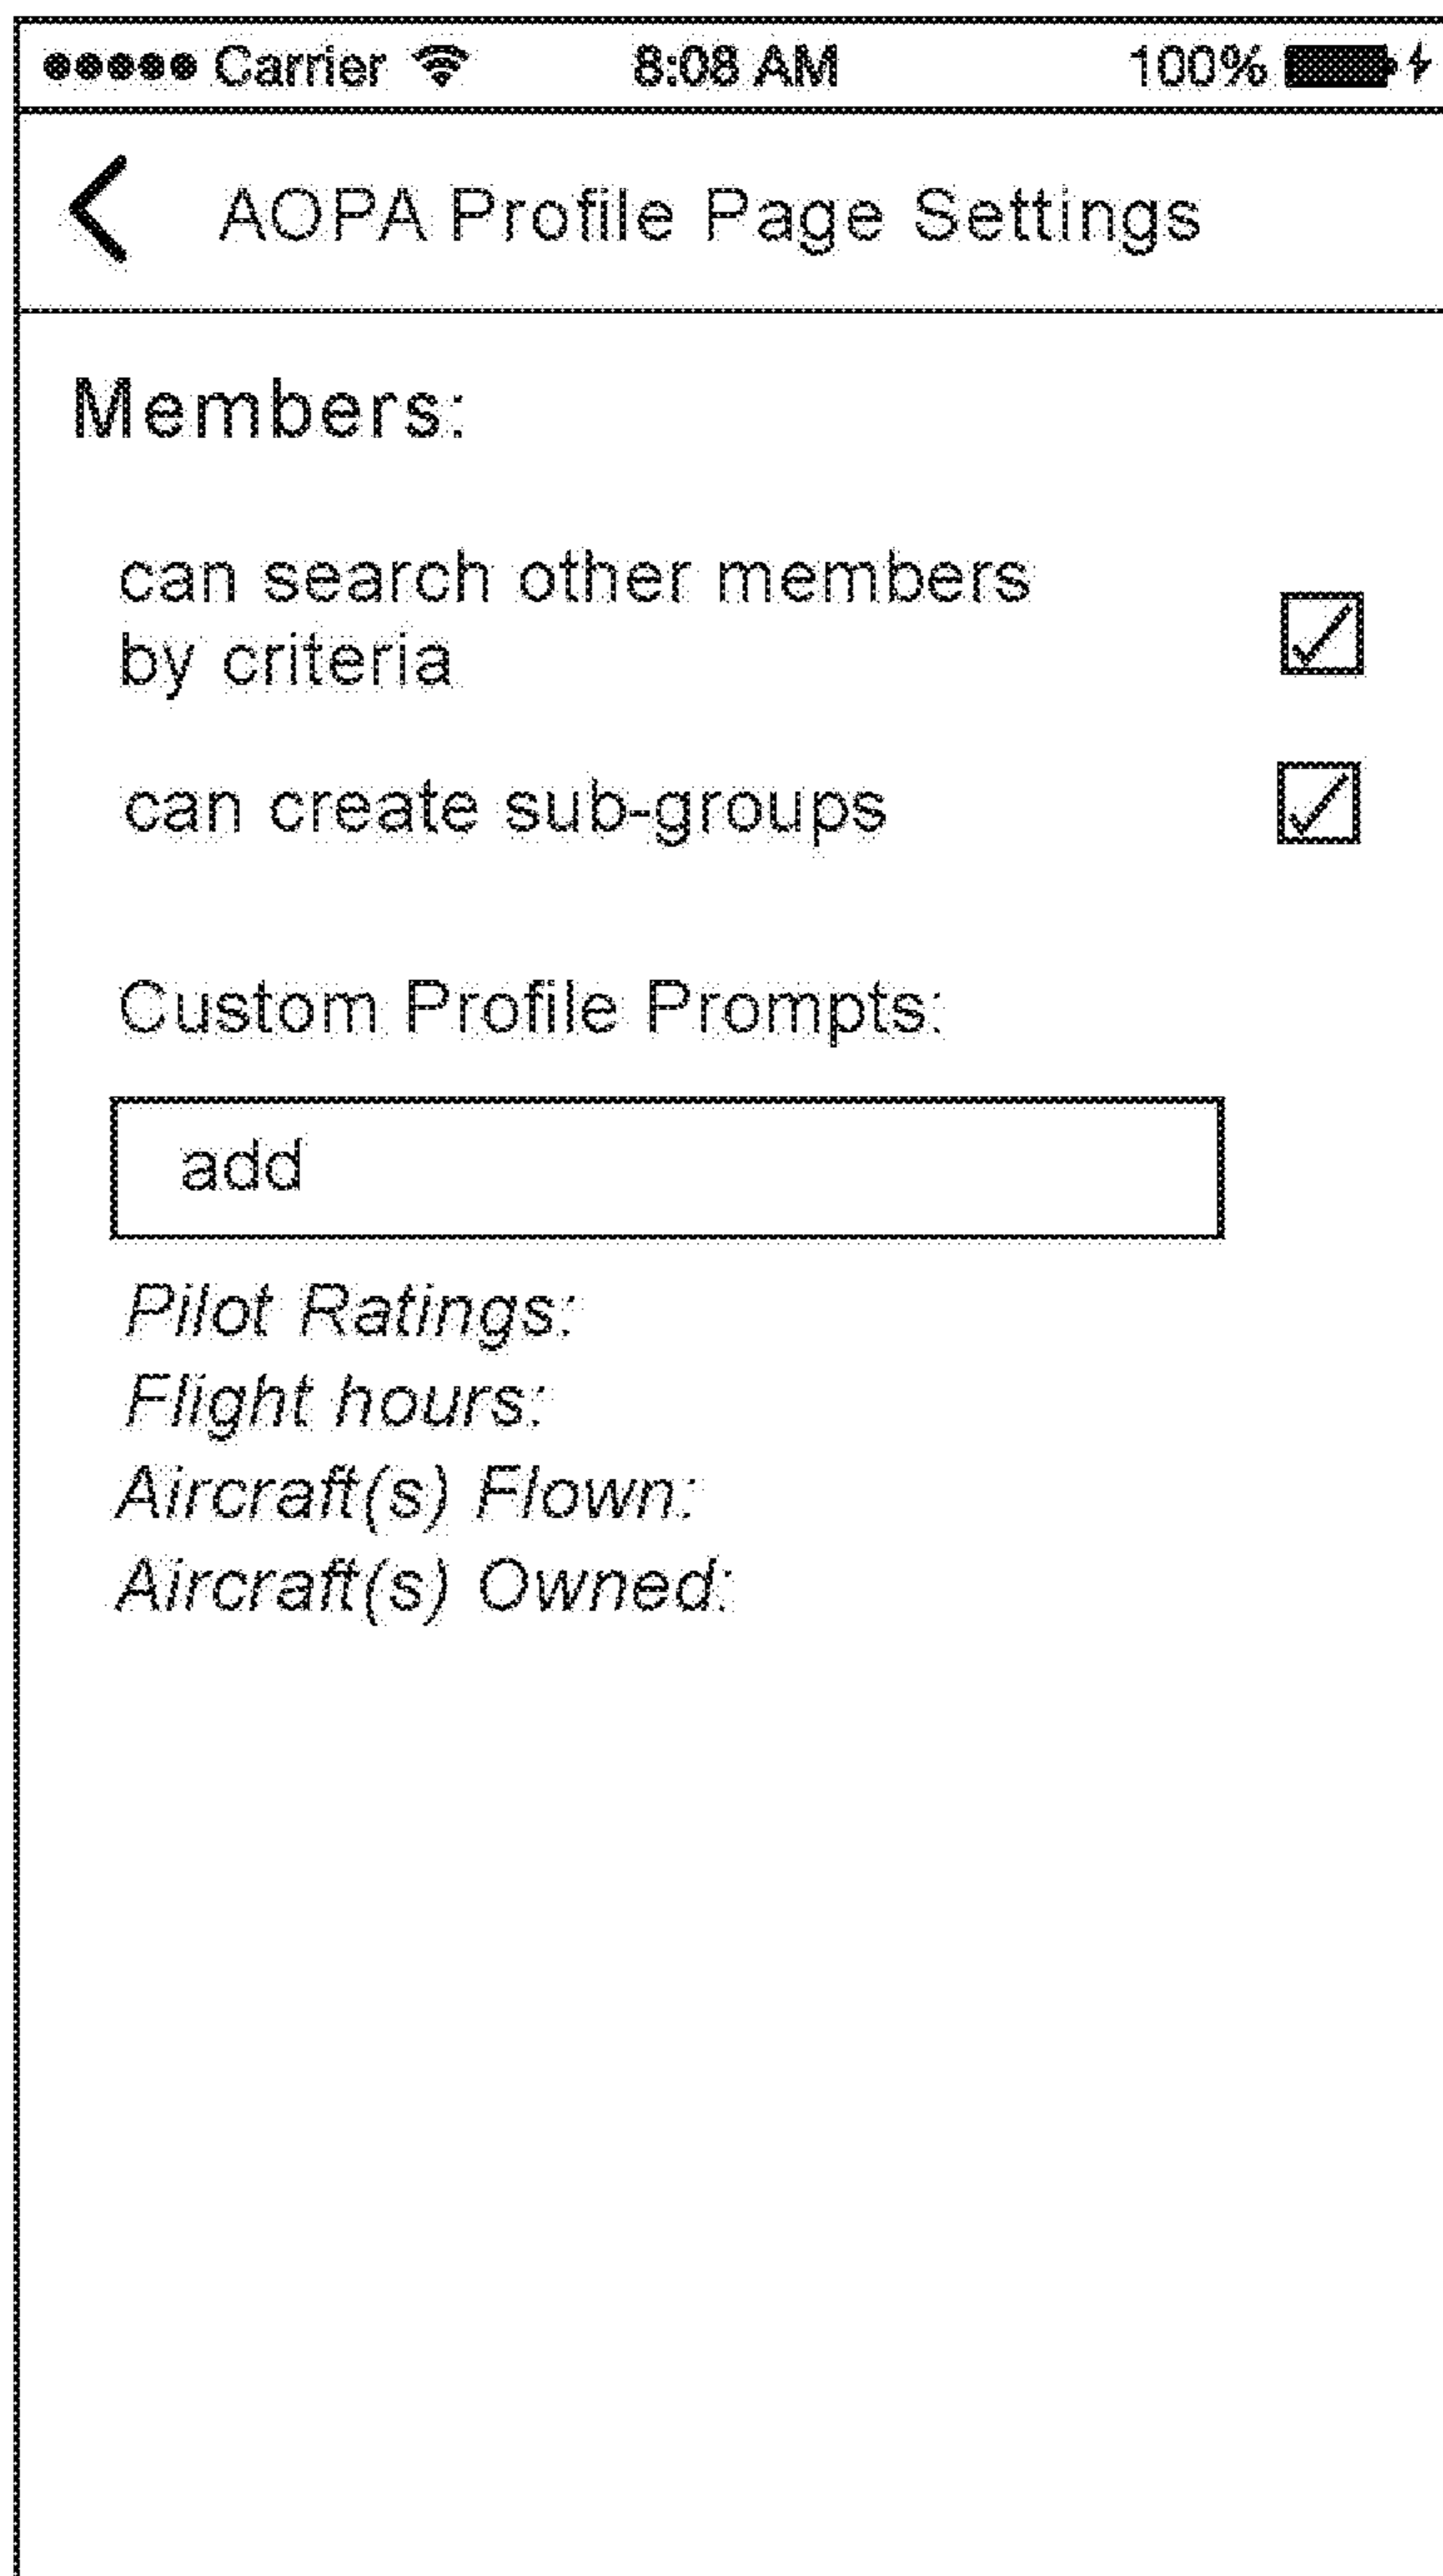 Carrier 8:08 AM 100%
AOPA Profile Page Settings
Members:
can search other members
by criteria
can create sub-groups
Custom Profile Prompts:
add
Pilot Ratings:
Flight hours:
Aircraft(s) Flown:
Aircraft(s) Owned: